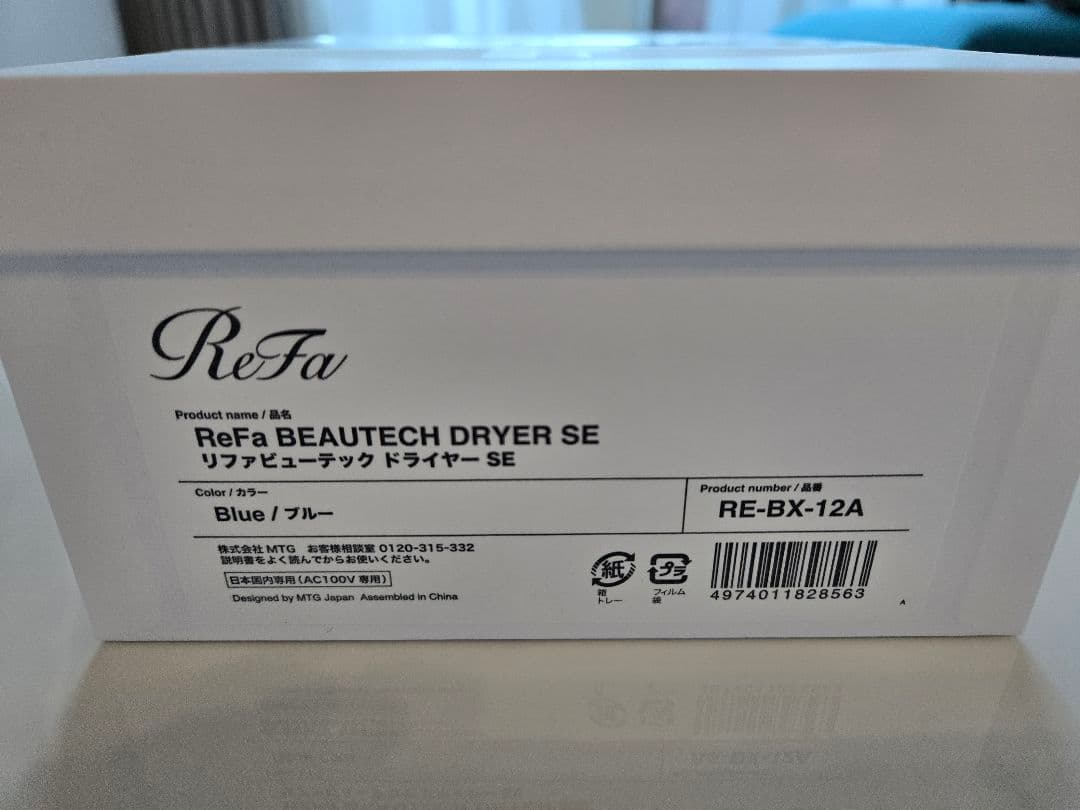 ReFa
Product name / 品名
ReFa BEAUTECH DRYER SE
リファビューテック ドライヤー SE
Color / カラー
Blue / ブルー
Product number / 品番
RE-BX-12A
株式会社 MTG お客様相談室 0120-315-332
説明書をよく読んでからお使いください。
日本国内専用(AC100V 専用)
Designed by MTG Japan Assembled in China
紙
箱
トレー
プラ
フィルム
袋
4974011828563
A